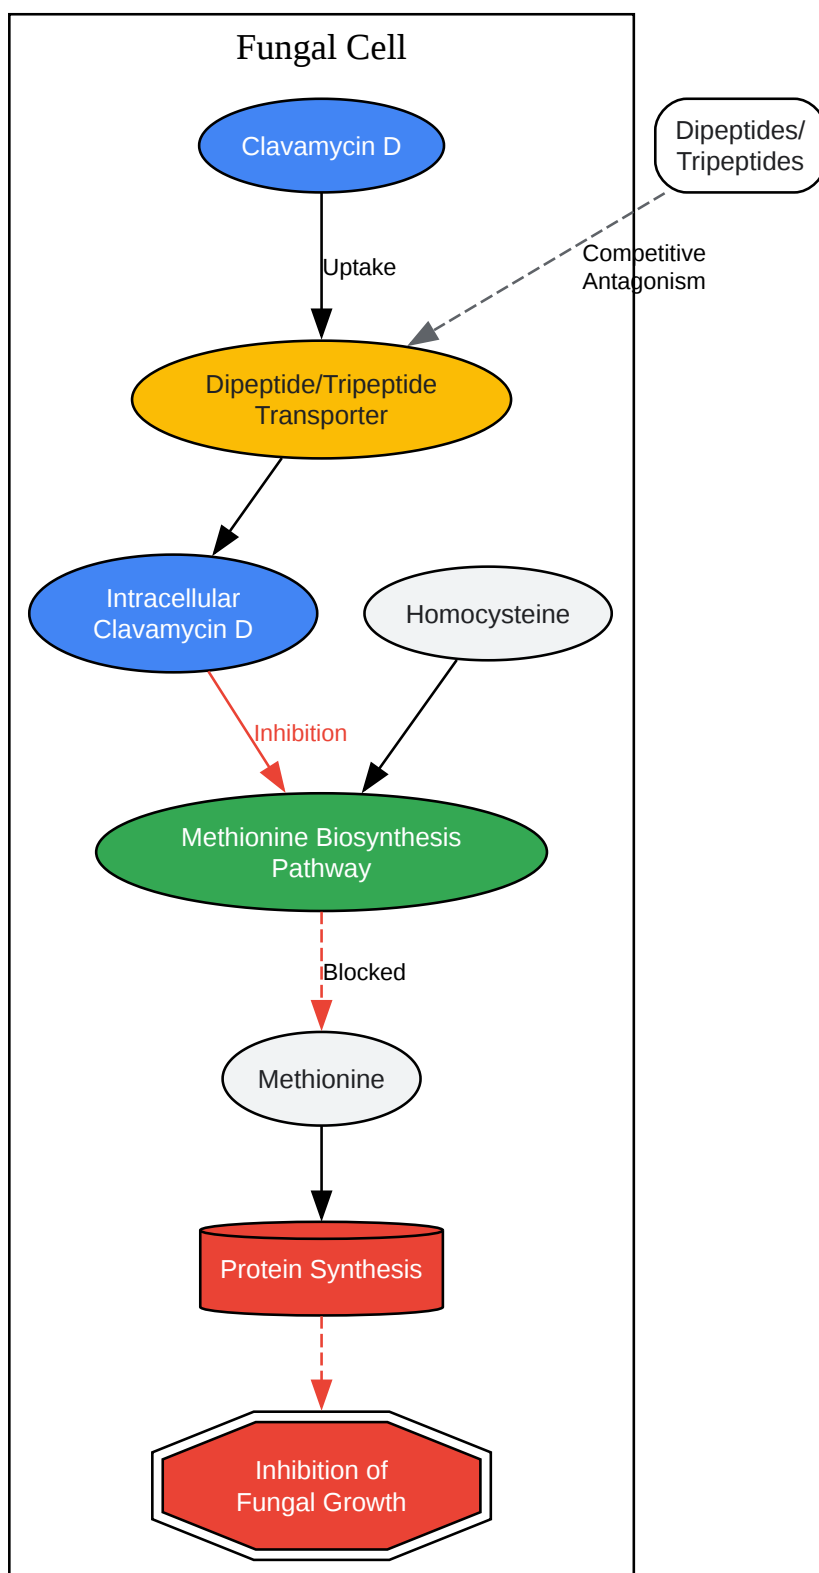 Fungal Cell
Clavamycin D
Dipeptides/
Tripeptides
Uptake
Competitive
Antagonism
Dipeptide/Tripeptide
Transporter
Intracellular
Clavamycin D
Homocysteine
Inhibition
Methionine Biosynthesis
Pathway
Blocked
Methionine
Protein Synthesis
Inhibition of
Fungal Growth